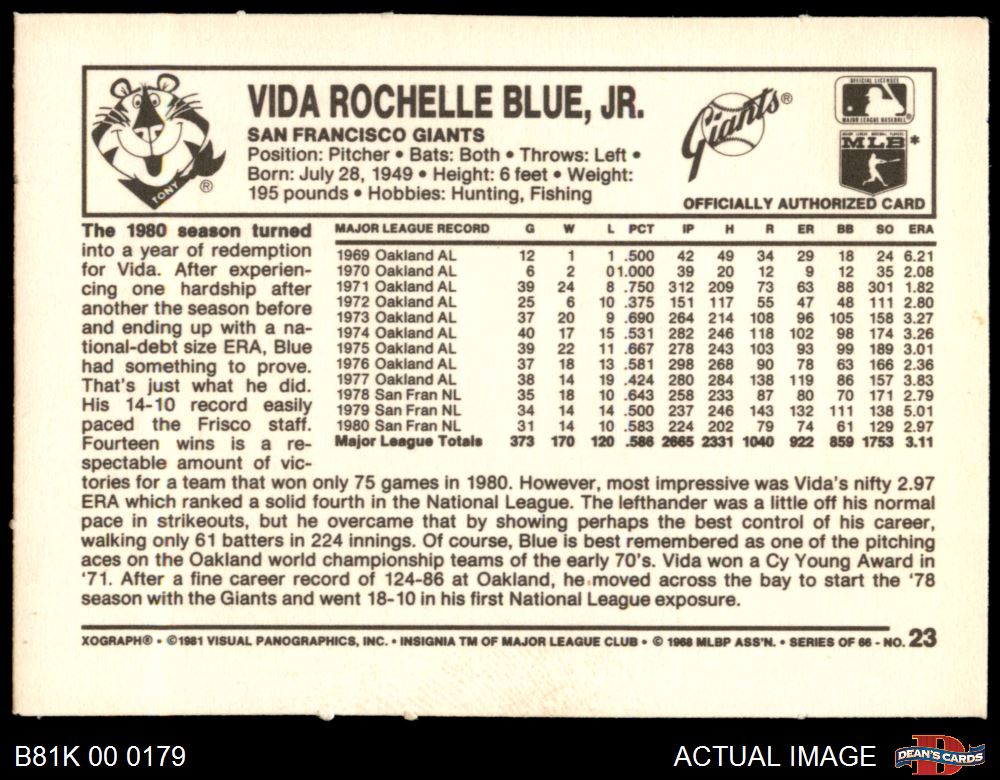 VIDA ROCHELLE BLUE, JR.
SAN FRANCISCO GIANTS
Position: Pitcher • Bats: Both • Throws: Left •
Born: July 28, 1949 • Height: 6 feet • Weight:
195 pounds • Hobbies: Hunting, Fishing
TONY
®
Giants®
OFFICIAL LICENSEE
MAJOR LEAGUE BASEBALL®
MAJOR LEAGUE BASEBALL PLAYERS
MLB*
OFFICIALLY AUTHORIZED CARD
The 1980 season turned
into a year of redemption
for Vida. After experien-
cing one hardship after
another the season before
and ending up with a na-
tional-debt size ERA, Blue
had something to prove.
That's just what he did.
His 14-10 record easily
paced the Frisco staff.
Fourteen wins is a re-
spectable amount of vic-
MAJOR LEAGUE RECORD G W L PCT IP H R ER BB SO ERA
1969 Oakland AL 12 1 1 .500 42 49 34 29 18 24 6.21
1970 Oakland AL 6 2 0 1.000 39 20 12 9 12 35 2.08
1971 Oakland AL 39 24 8 .750 312 209 73 63 88 301 1.82
1972 Oakland AL 25 6 10 .375 151 117 55 47 48 111 2.80
1973 Oakland AL 37 20 9 .690 264 214 108 96 105 158 3.27
1974 Oakland AL 40 17 15 .531 282 246 118 102 98 174 3.26
1975 Oakland AL 39 22 11 .667 278 243 103 93 99 189 3.01
1976 Oakland AL 37 18 13 .581 298 268 90 78 63 166 2.36
1977 Oakland AL 38 14 19 .424 280 284 138 119 86 157 3.83
1978 San Fran NL 35 18 10 .643 258 233 87 80 70 171 2.79
1979 San Fran NL 34 14 14 .500 237 246 143 132 111 138 5.01
1980 San Fran NL 31 14 10 .583 224 202 79 74 61 129 2.97
Major League Totals 373 170 120 .586 2665 2331 1040 922 859 1753 3.11
tories for a team that won only 75 games in 1980. However, most impressive was Vida's nifty 2.97
ERA which ranked a solid fourth in the National League. The lefthander was a little off his normal
pace in strikeouts, but he overcame that by showing perhaps the best control of his career,
walking only 61 batters in 224 innings. Of course, Blue is best remembered as one of the pitching
aces on the Oakland world championship teams of the early 70's. Vida won a Cy Young Award in
'71. After a fine career record of 124-86 at Oakland, he moved across the bay to start the '78
season with the Giants and went 18-10 in his first National League exposure.
XOGRAPH® • ©1981 VISUAL PANOGRAPHICS, INC. • INSIGNIA TM OF MAJOR LEAGUE CLUB • © 1968 MLBP ASS'N. • SERIES OF 66 - NO. 23
B81K 00 0179
ACTUAL IMAGE
DEAN'S CARDS